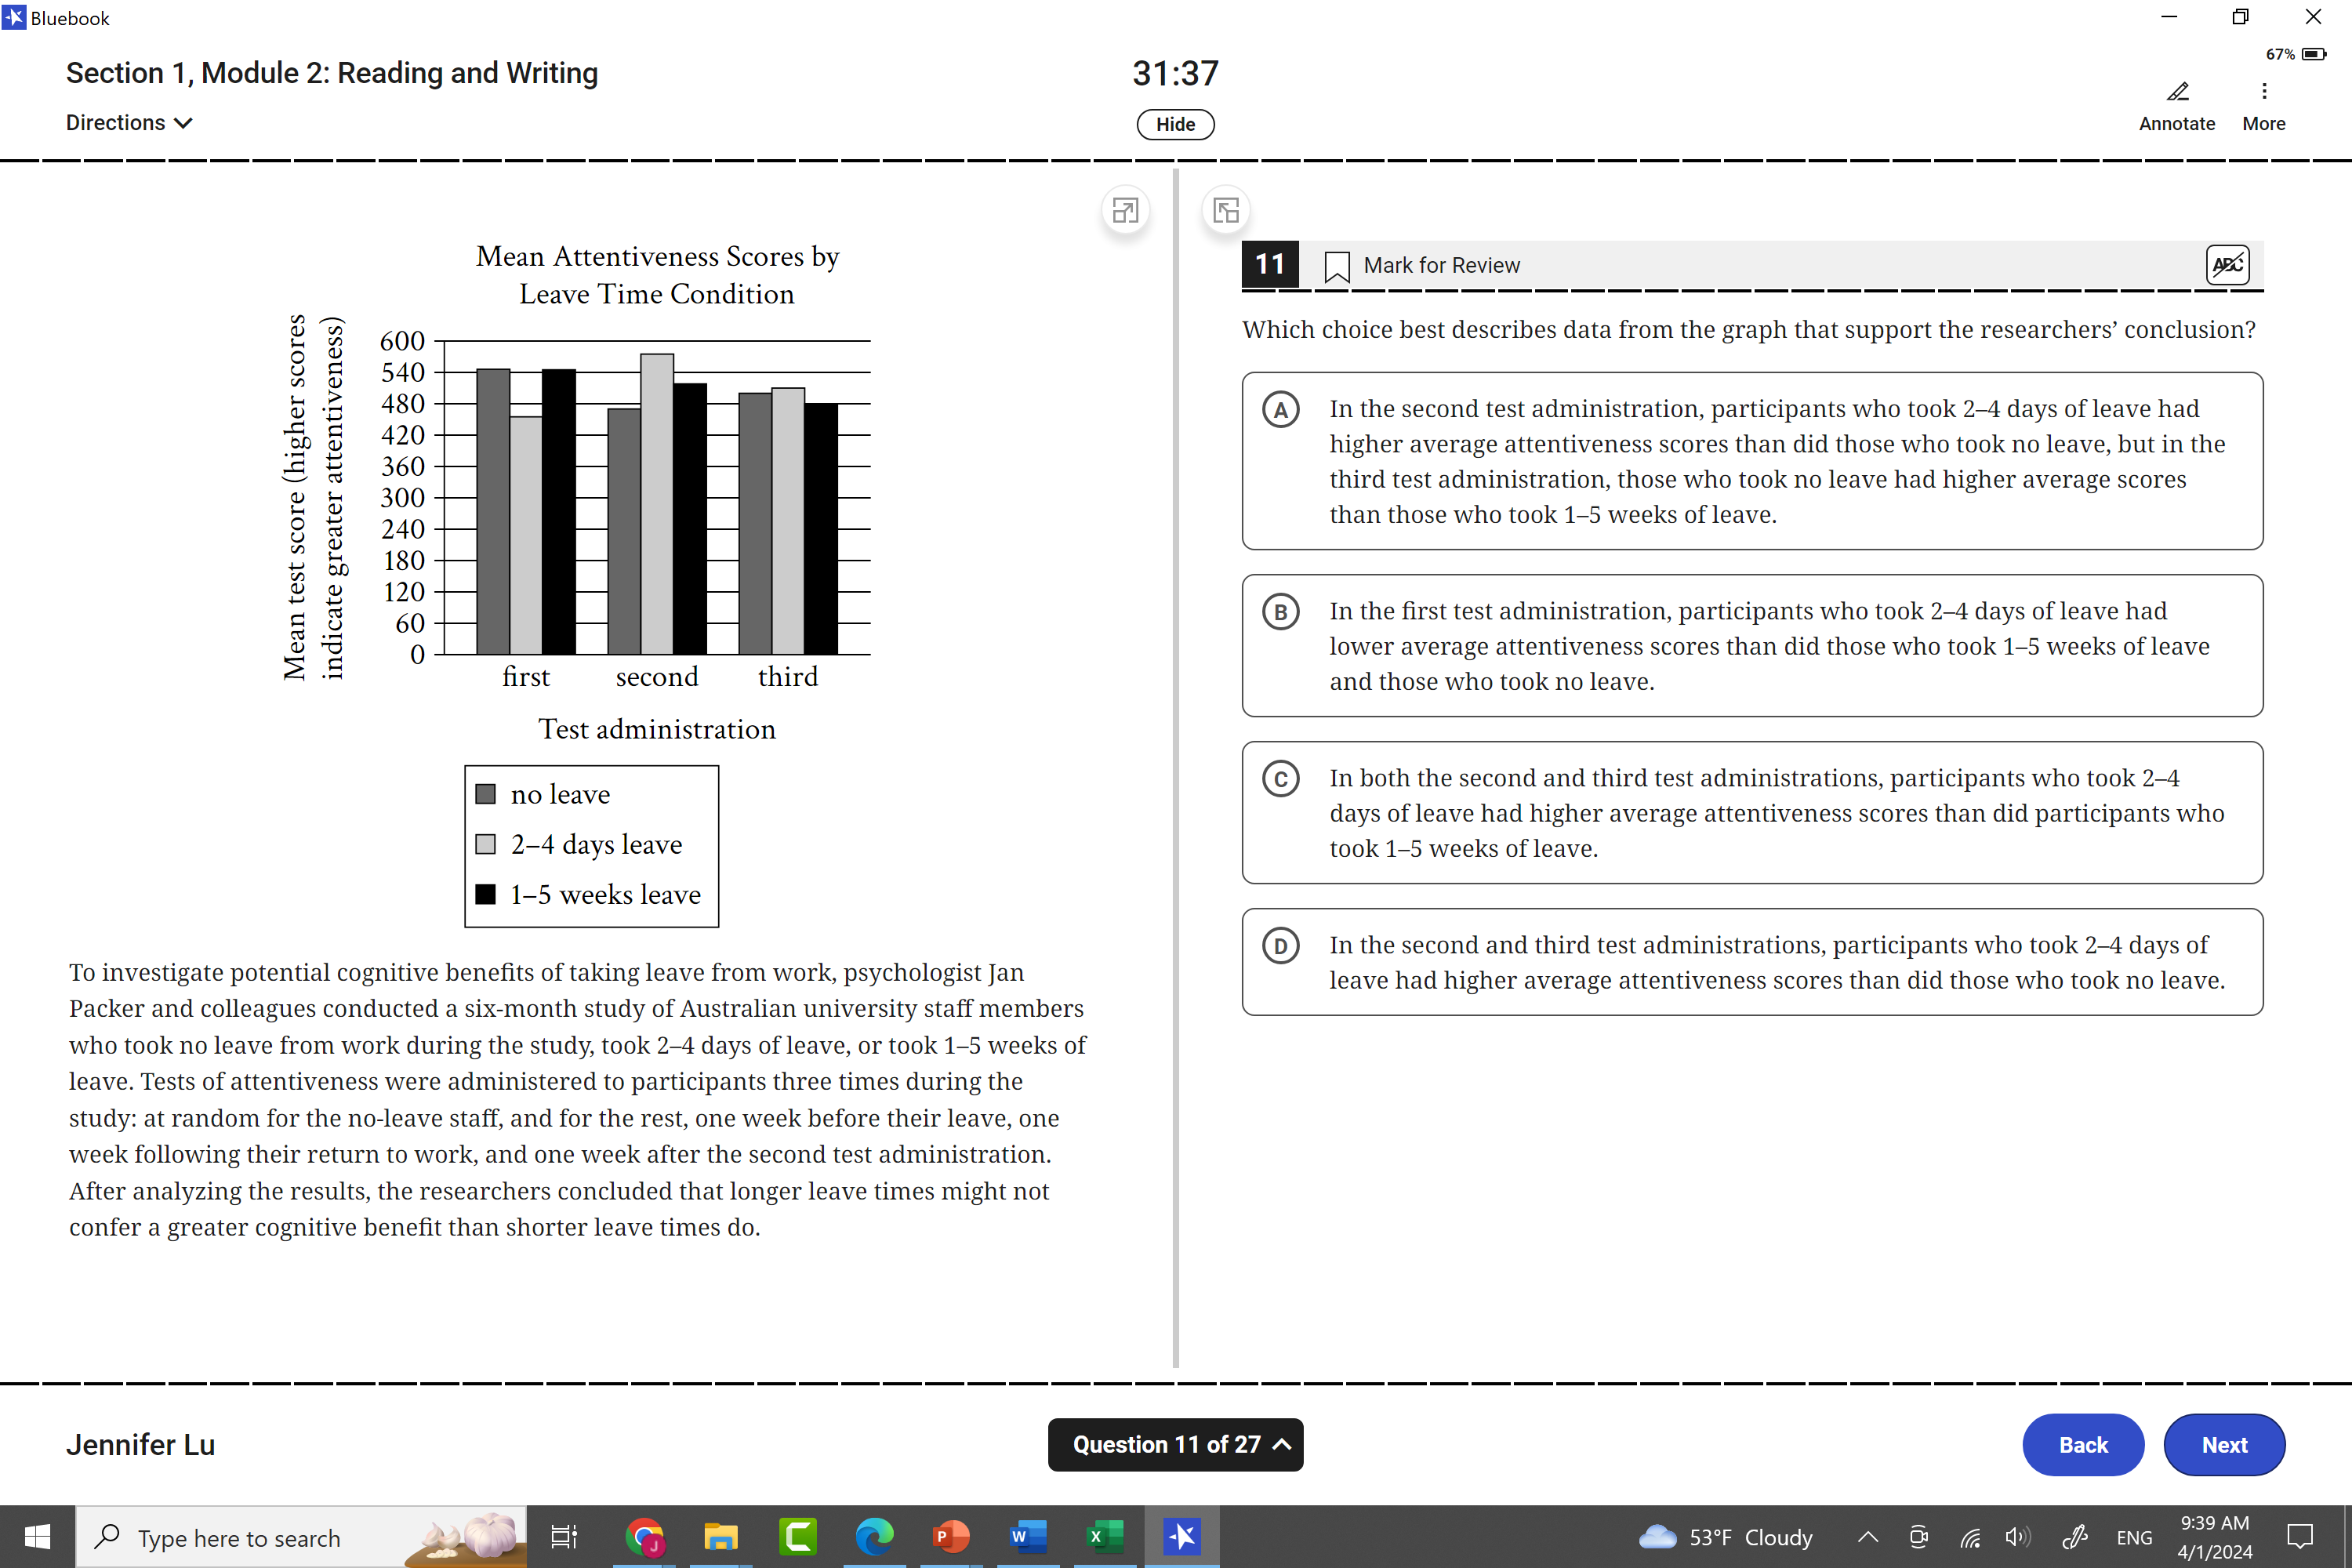 Bluebook
67%
Section 1, Module 2: Reading and Writing
31:37
Directions
Hide
Annotate
More
Mean Attentiveness Scores by
Leave Time Condition
Mean test score (higher scores
indicate greater attentiveness)
600
540
480
420
360
300
240
180
120
60
0
first second third
Test administration
no leave
2–4 days leave
1–5 weeks leave
To investigate potential cognitive benefits of taking leave from work, psychologist Jan
Packer and colleagues conducted a six-month study of Australian university staff members
who took no leave from work during the study, took 2–4 days of leave, or took 1–5 weeks of
leave. Tests of attentiveness were administered to participants three times during the
study: at random for the no-leave staff, and for the rest, one week before their leave, one
week following their return to work, and one week after the second test administration.
After analyzing the results, the researchers concluded that longer leave times might not
confer a greater cognitive benefit than shorter leave times do.
11 Mark for Review ABC
Which choice best describes data from the graph that support the researchers’ conclusion?
A
In the second test administration, participants who took 2–4 days of leave had
higher average attentiveness scores than did those who took no leave, but in the
third test administration, those who took no leave had higher average scores
than those who took 1–5 weeks of leave.
B
In the first test administration, participants who took 2–4 days of leave had
lower average attentiveness scores than did those who took 1–5 weeks of leave
and those who took no leave.
C
In both the second and third test administrations, participants who took 2–4
days of leave had higher average attentiveness scores than did participants who
took 1–5 weeks of leave.
D
In the second and third test administrations, participants who took 2–4 days of
leave had higher average attentiveness scores than did those who took no leave.
Jennifer Lu
Question 11 of 27
Back
Next
Type here to search
J
P
W
X
53°F Cloudy
ENG
9:39 AM
4/1/2024